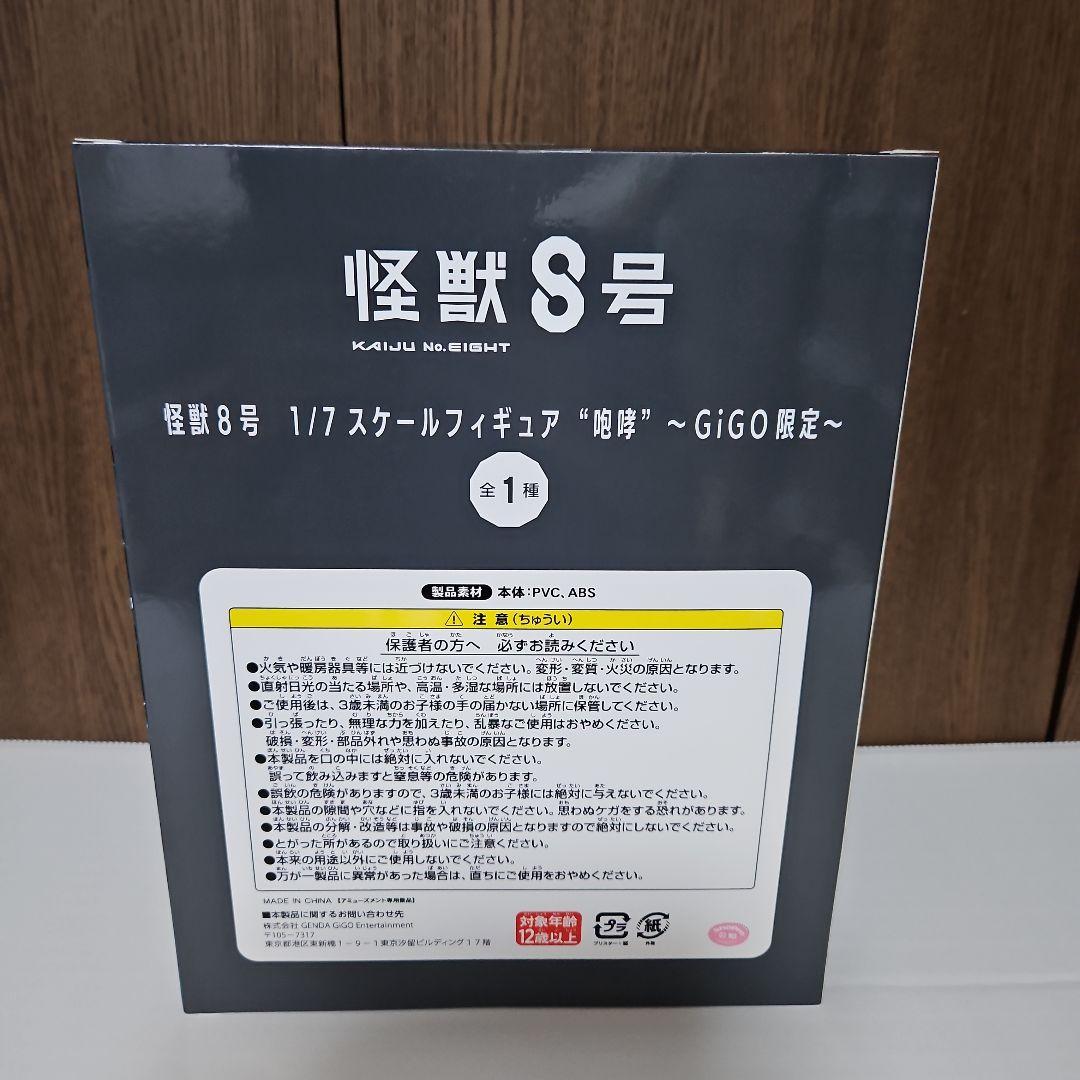 怪獣8号
KAIJU No.EIGHT
怪獣8号 1/7スケールフィギュア“咆哮”～GiGO限定～
全1種
製品素材 本体：PVC、ABS
⚠注意（ちゅうい）
保護者の方へ 必ずお読みください
●火気や暖房器具等には近づけないでください。変形・変質・火災の原因となります。
●直射日光の当たる場所や、高温・多湿な場所には放置しないでください。
●ご使用後は、3歳未満のお子様の手の届かない場所に保管してください。
●引っ張たり、無理な力を加えたり、乱暴なご使用はおやめください。
破損・変形・部品外れや思わぬ事故の原因となります。
●本製品を口の中には絶対に入れないでください。
誤って飲み込みますと窒息等の危険があります。
●誤飲の危険がありますので、3歳未満のお子様には絶対に与えないでください。
●本製品の隙間や穴などに指を入れないでください。思わぬケガをする恐れがあります。
●本製品の分解・改造等は事故や破損の原因となりますので絶対にしないでください。
●とがった所があるので取り扱いにご注意ください。
●本来の用途以外にご使用しないでください。
●万が一製品に異常があった場合は、直ちにご使用をおやめください。
MADE IN CHINA 【アミューズメント専用景品】
■本製品に関するお問い合わせ先
株式会社 GENDA GiGO Entertainment
〒105-7317
東京都港区東新橋1-9-1東京汐留ビルディング17階
対象年齢
12歳以上
プラ
ブリスター・袋
紙
外箱